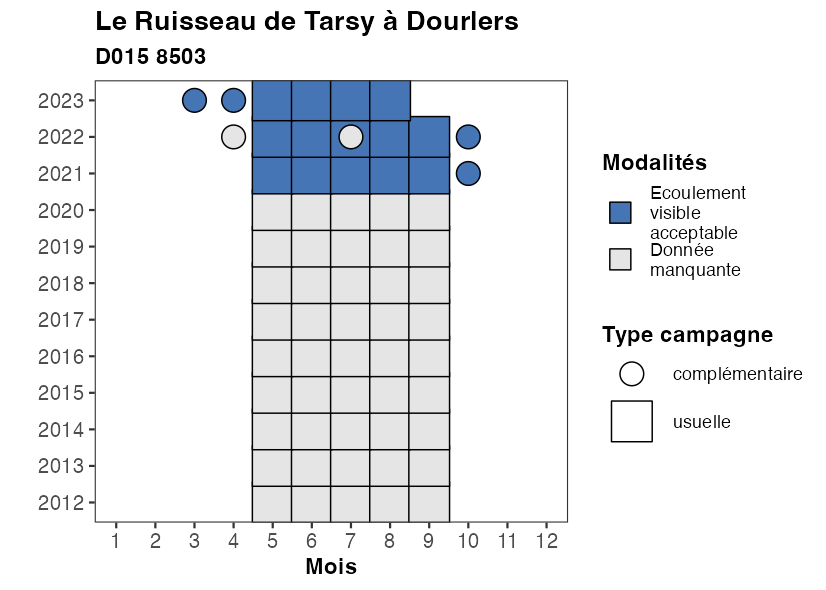 Le Ruisseau de Tarsy à Dourlers
D015 8503
2023
2022
2021
2020
2019
2018
2017
2016
2015
2014
2013
2012
1 2 3 4 5 6 7 8 9 10 11 12
Mois
Modalités
Ecoulement
visible
acceptable
Donnée
manquante
Type campagne
complémentaire
usuelle